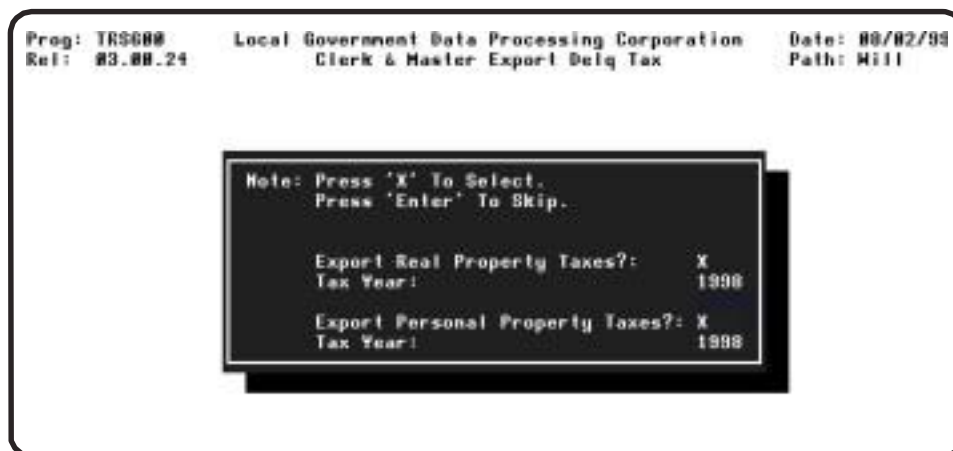 Prog: TRSG00 Local Government Data Processing Corporation Date: 08/02/99
Rel: 03.00.24 Clerk & Master Export Delq Tax Path: Will
Note: Press 'X' To Select.
Press 'Enter' To Skip.
Export Real Property Taxes?: X
Tax Year: 1998
Export Personal Property Taxes?: X
Tax Year: 1998